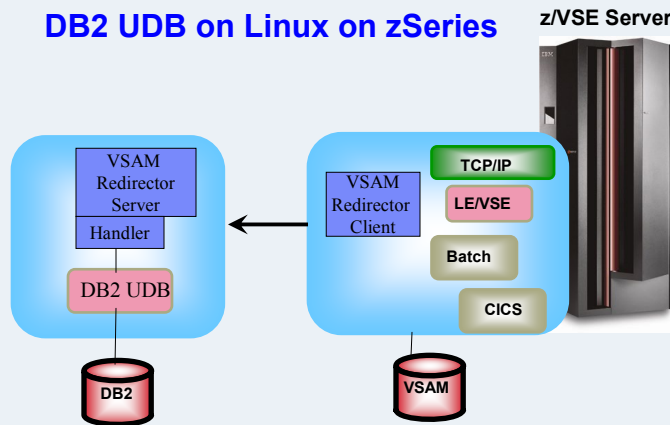 DB2 UDB on Linux on zSeries
z/VSE Server
VSAM
Redirector
Server
Handler
DB2 UDB
DB2
VSAM
Redirector
Client
TCP/IP
LE/VSE
Batch
CICS
VSAM